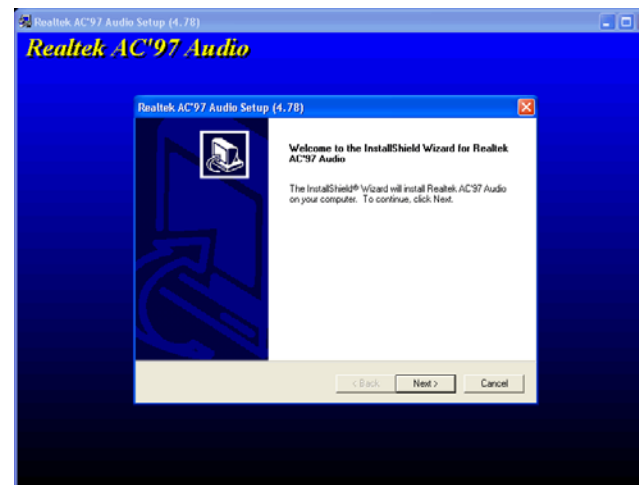 Realtek AC'97 Audio Setup (4.78)
Realtek AC'97 Audio
Realtek AC'97 Audio Setup (4.78)
Welcome to the InstallShield Wizard for Realtek
AC'97 Audio
The InstallShield® Wizard will install Realtek AC'97 Audio
on your computer. To continue, click Next.
< Back Next > Cancel